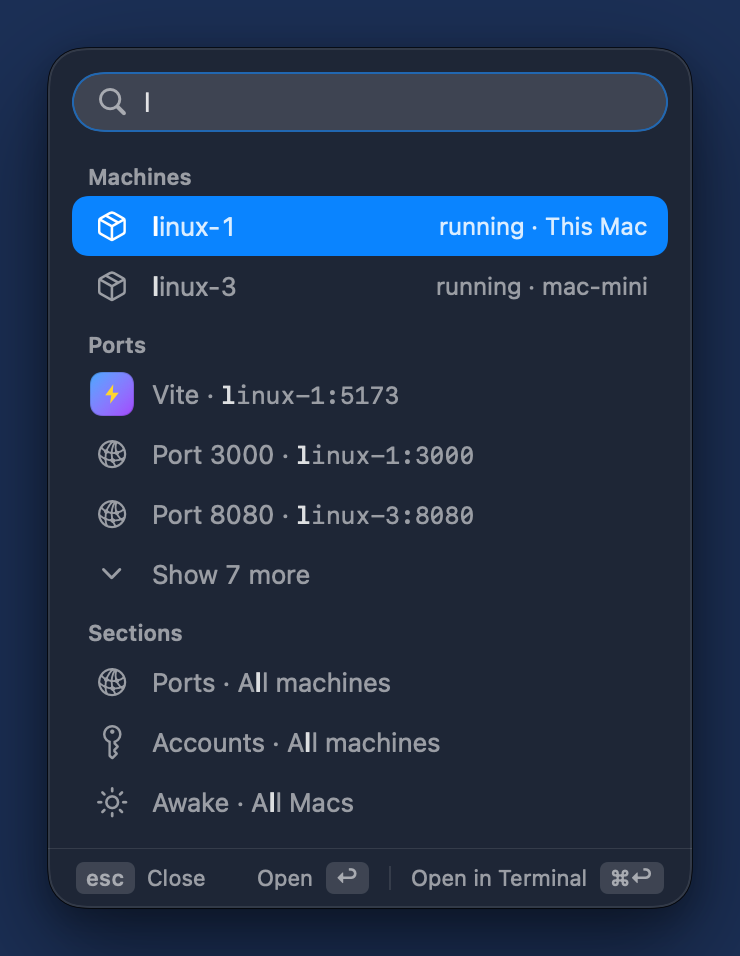 l
Machines
linux-1 running · This Mac
linux-3 running · mac-mini
Ports
Vite · linux-1:5173
Port 3000 · linux-1:3000
Port 8080 · linux-3:8080
Show 7 more
Sections
Ports · All machines
Accounts · All machines
Awake · All Macs
esc Close Open ↩ Open in Terminal ⌘↩